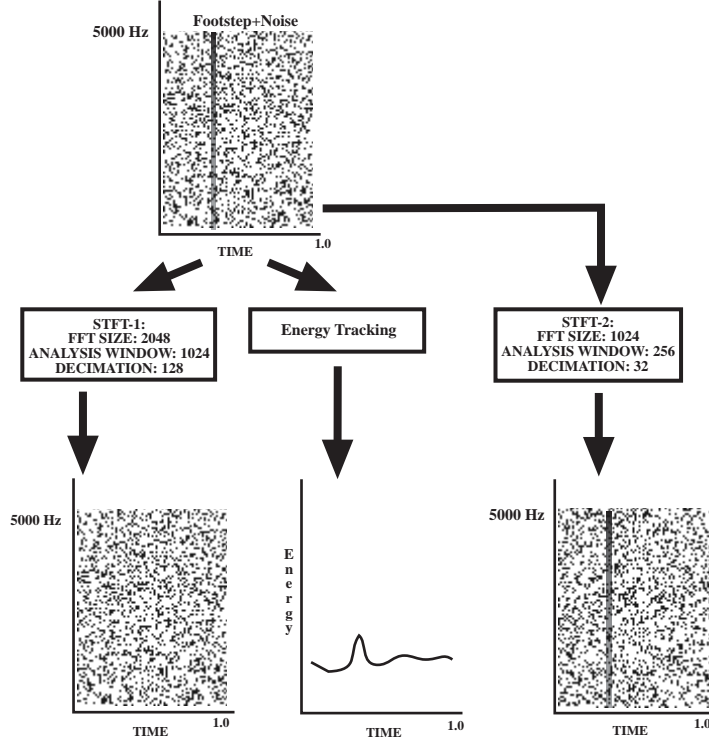 Footstep+Noise
5000 Hz
1.0
TIME
STFT-1:
FFT SIZE: 2048
ANALYSIS WINDOW: 1024
DECIMATION: 128
Energy Tracking
STFT-2:
FFT SIZE: 1024
ANALYSIS WINDOW: 256
DECIMATION: 32
5000 Hz
1.0
TIME
Energy
1.0
TIME
5000 Hz
1.0
TIME